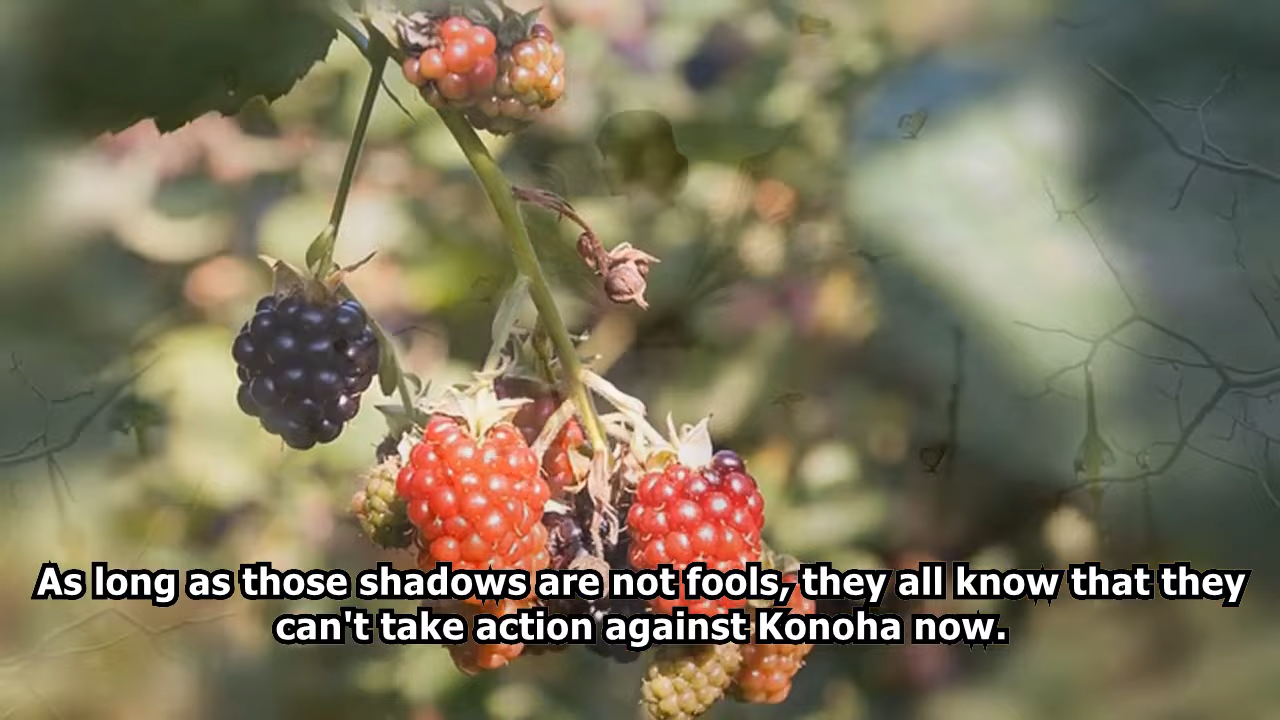 As long as those shadows are not fools, they all know that they
can't take action against Konoha now.